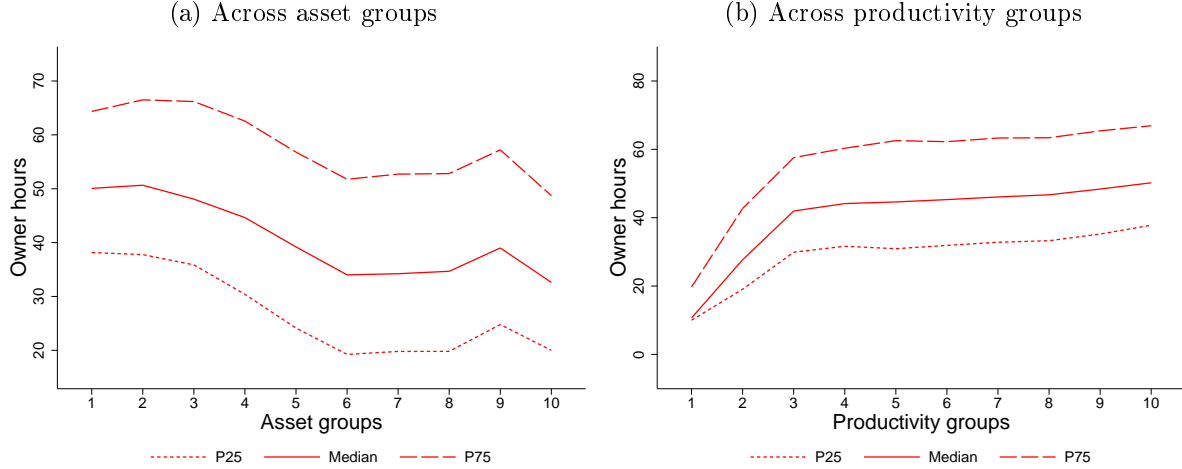 (a) Across asset groups
70
60
50
40
30
20
Owner hours
1 2 3 4 5 6 7 8 9 10
Asset groups
P25 Median P75
(b) Across productivity groups
80
60
40
20
0
Owner hours
1 2 3 4 5 6 7 8 9 10
Productivity groups
P25 Median P75